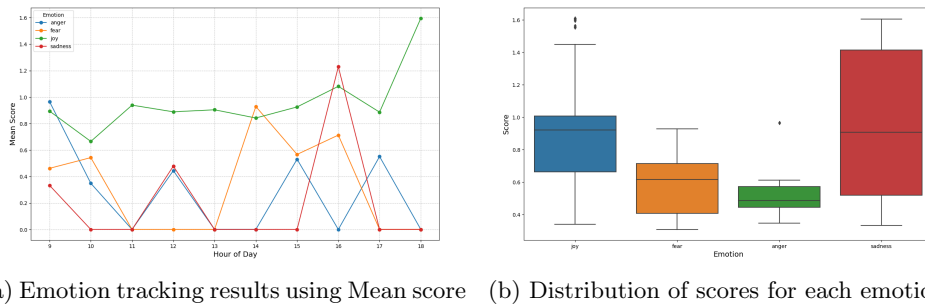 Emotion
anger
fear
joy
sadness
Mean Score
1.6
1.4
1.2
1.0
0.8
0.6
0.4
0.2
0.0
9 10 11 12 13 14 15 16 17 18
Hour of Day
Score
1.6
1.4
1.2
1.0
0.8
0.6
0.4
joy fear anger sadness
Emotion
) Emotion tracking results using Mean score
(b) Distribution of scores for each emotio